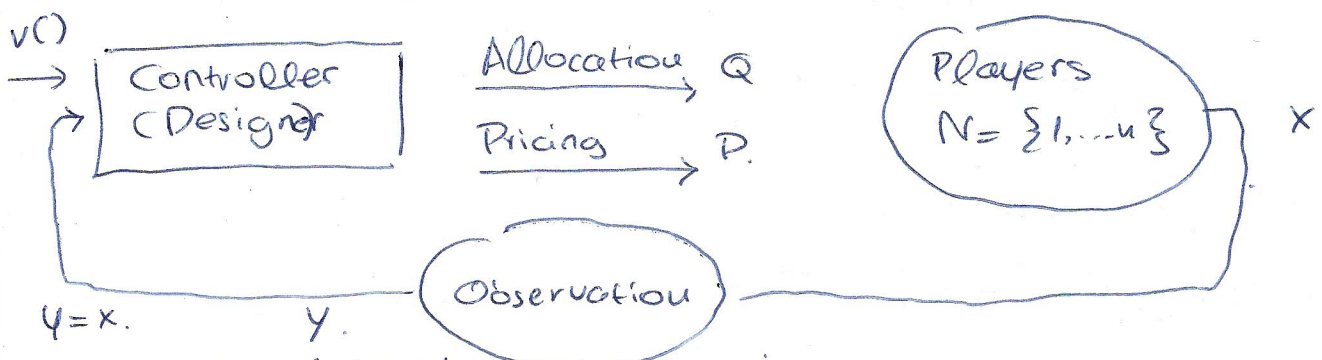 v()
Controller
(Designer)
Allocation Q
Pricing P.
Players
N= {1,...n}
x
Observation
y=x.
y.